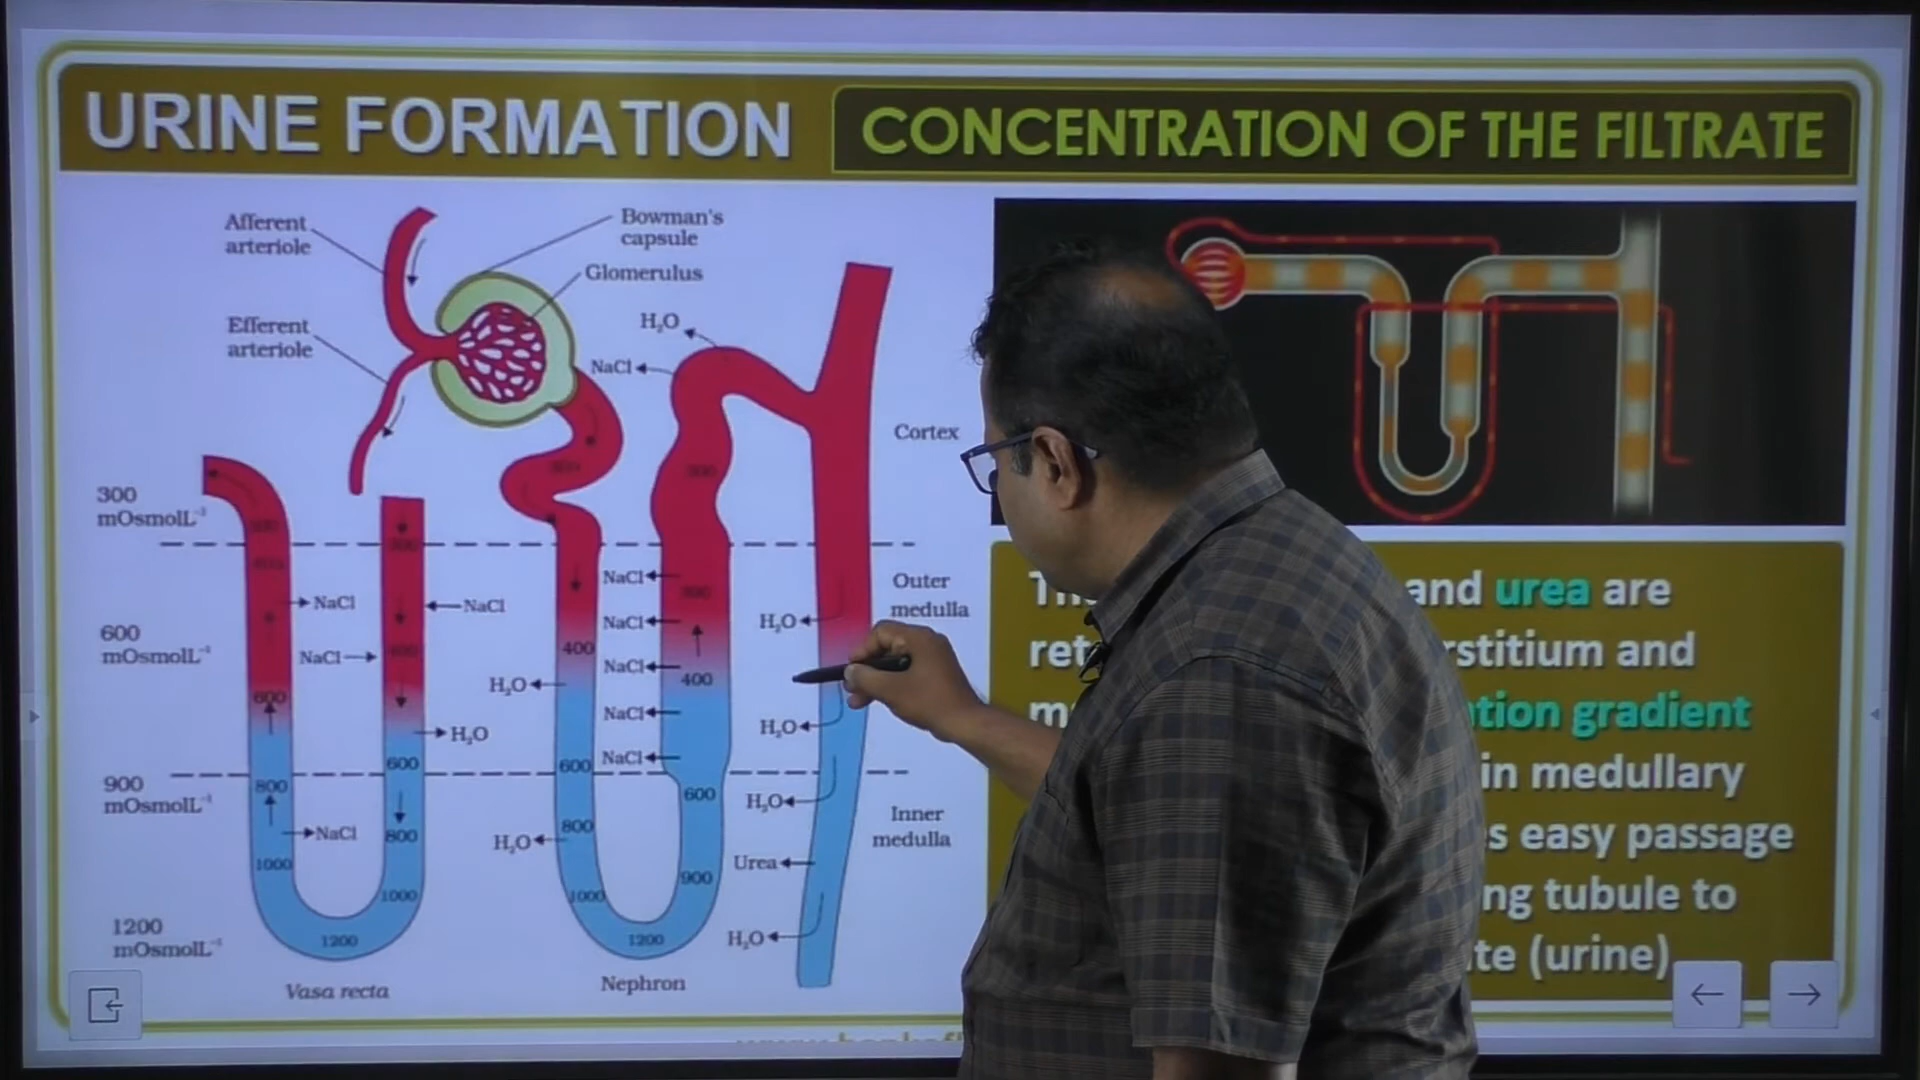 URINE FORMATION
CONCENTRATION OF THE FILTRATE
Afferent
arteriole
Bowman's
capsule
Glomerulus
Efferent
arteriole
H₂O
NaCl
Cortex
300
mOsmolL⁻¹
300
300
NaCl
NaCl
NaCl
Outer
medulla
600
mOsmolL⁻¹
NaCl
NaCl
H₂O
400
NaCl
400
H₂O
600
H₂O
NaCl
H₂O
600
600
NaCl
900
mOsmolL⁻¹
800
600
H₂O
Inner
medulla
NaCl
800
H₂O
800
Urea
1000
1000
1000
900
1200
mOsmolL⁻¹
1200
1200
H₂O
Vasa recta
Nephron
and urea are
rstitium and
tion gradient
in medullary
s easy passage
ng tubule to
te (urine)